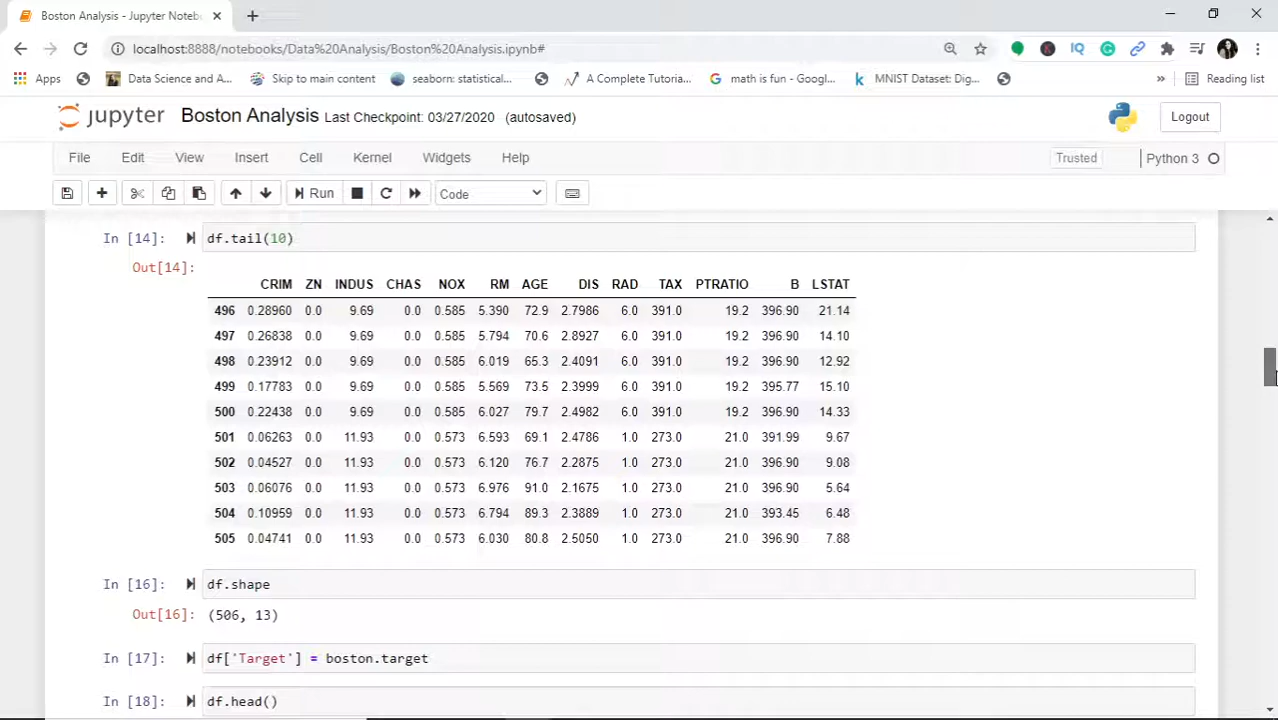 Boston Analysis - Jupyter Notebo
localhost:8888/notebooks/Data%20Analysis/Boston%20Analysis.ipynb#
K IQ G
Apps Data Science and A... Skip to main content seaborn: statistical... A Complete Tutoria... G math is fun - Googl... k MNIST Dataset: Dig... » Reading list
jupyter Boston Analysis Last Checkpoint: 03/27/2020 (autosaved) Logout
File Edit View Insert Cell Kernel Widgets Help Trusted Python 3
Run Code
In [14]: df.tail(10)
Out[14]:
CRIM ZN INDUS CHAS NOX RM AGE DIS RAD TAX PTRATIO B LSTAT
496 0.28960 0.0 9.69 0.0 0.585 5.390 72.9 2.7986 6.0 391.0 19.2 396.90 21.14
497 0.26838 0.0 9.69 0.0 0.585 5.794 70.6 2.8927 6.0 391.0 19.2 396.90 14.10
498 0.23912 0.0 9.69 0.0 0.585 6.019 65.3 2.4091 6.0 391.0 19.2 396.90 12.92
499 0.17783 0.0 9.69 0.0 0.585 5.569 73.5 2.3999 6.0 391.0 19.2 395.77 15.10
500 0.22438 0.0 9.69 0.0 0.585 6.027 79.7 2.4982 6.0 391.0 19.2 396.90 14.33
501 0.06263 0.0 11.93 0.0 0.573 6.593 69.1 2.4786 1.0 273.0 21.0 391.99 9.67
502 0.04527 0.0 11.93 0.0 0.573 6.120 76.7 2.2875 1.0 273.0 21.0 396.90 9.08
503 0.06076 0.0 11.93 0.0 0.573 6.976 91.0 2.1675 1.0 273.0 21.0 396.90 5.64
504 0.10959 0.0 11.93 0.0 0.573 6.794 89.3 2.3889 1.0 273.0 21.0 393.45 6.48
505 0.04741 0.0 11.93 0.0 0.573 6.030 80.8 2.5050 1.0 273.0 21.0 396.90 7.88
In [16]: df.shape
Out[16]: (506, 13)
In [17]: df['Target'] = boston.target
In [18]: df.head()